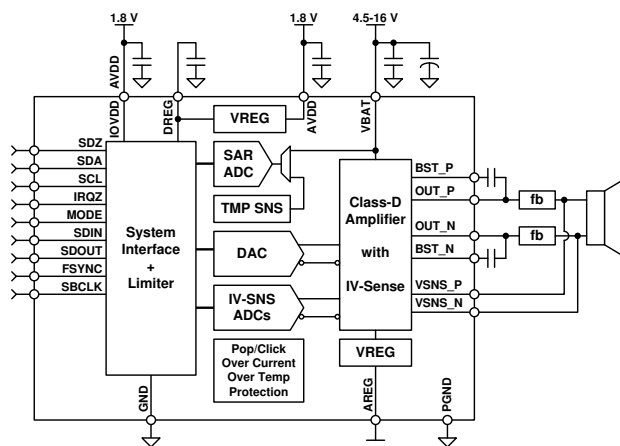 1.8 V
1.8 V
4.5-16 V
AVDD
IOVDD
DREG
AVDD
VBAT
VREG
SDZ
SDA
SCL
IRQZ
MODE
SDIN
SDOUT
FSYNC
SBCLK
System
Interface
+
Limiter
SAR
ADC
TMP SNS
DAC
IV-SNS
ADCs
Pop/Click
Over Current
Over Temp
Protection
Class-D
Amplifier
with
IV-Sense
VREG
BST_P
OUT_P
OUT_N
BST_N
VSNS_P
VSNS_N
fb
fb
GND
AREG
PGND